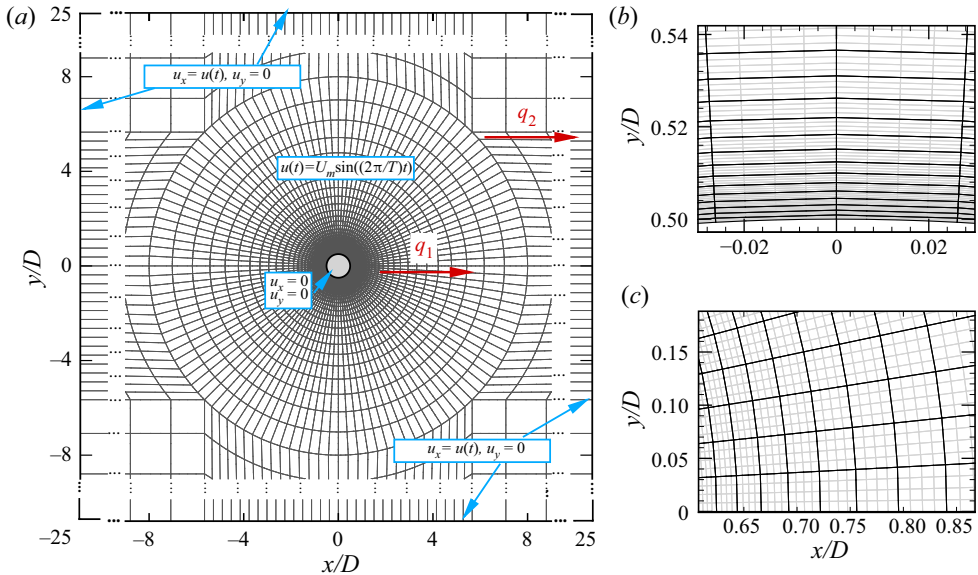 (a)
25
8
4
0
−4
−8
−25
y/D
u_x = u(t), u_y = 0
q_2
u(t)=U_m sin((2π/T)t)
q_1
u_x = 0
u_y = 0
u_x = u(t), u_y = 0
−25
−4
0
4
8
25
x/D
(b)
0.54
0.52
0.50
y/D
−0.02
0
0.02
(c)
0.15
0.10
0.05
0
y/D
0.65
0.70
0.75
0.80
0.85
x/D